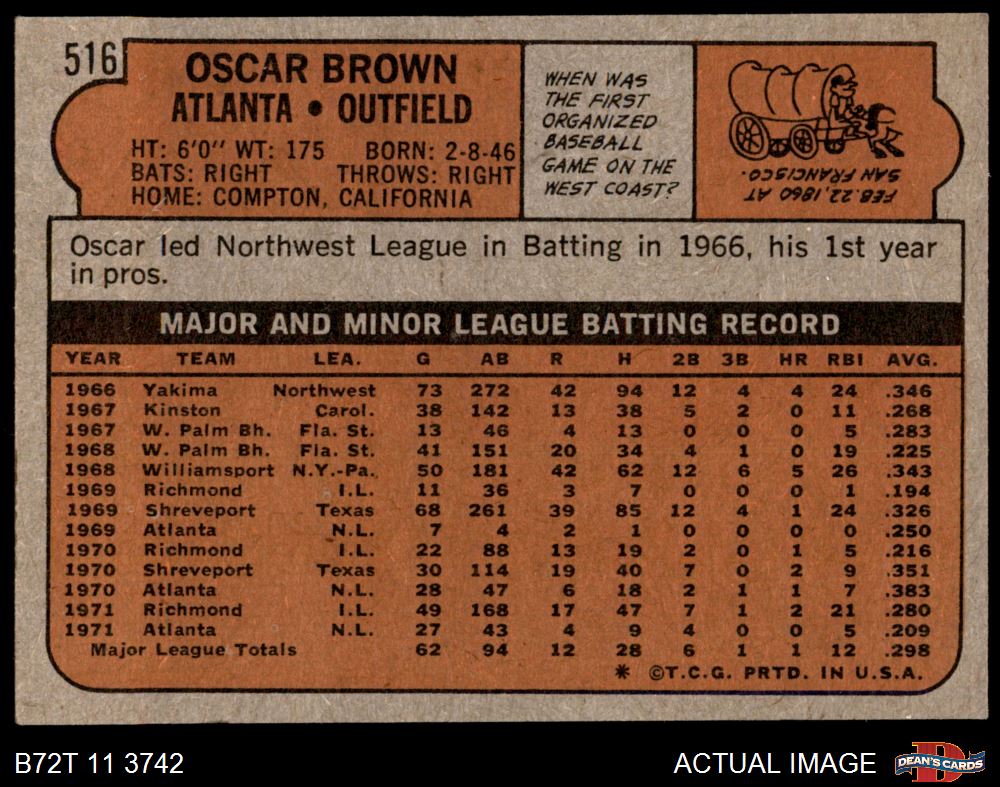 516
OSCAR BROWN
ATLANTA • OUTFIELD
HT: 6'0" WT: 175 BORN: 2-8-46
BATS: RIGHT THROWS: RIGHT
HOME: COMPTON, CALIFORNIA
WHEN WAS
THE FIRST
ORGANIZED
BASEBALL
GAME ON THE
WEST COAST?
FEB. 22, 1860 AT
SAN FRANCISCO.
Oscar led Northwest League in Batting in 1966, his 1st year
in pros.
MAJOR AND MINOR LEAGUE BATTING RECORD
YEAR TEAM LEA. G AB R H 2B 3B HR RBI AVG.
1966 Yakima Northwest 73 272 42 94 12 4 4 24 .346
1967 Kinston Carol. 38 142 13 38 5 2 0 11 .268
1967 W. Palm Bh. Fla. St. 13 46 4 13 0 0 0 5 .283
1968 W. Palm Bh. Fla. St. 41 151 20 34 4 1 0 19 .225
1968 Williamsport N.Y.-Pa. 50 181 42 62 12 6 5 26 .343
1969 Richmond I.L. 11 36 3 7 0 0 0 1 .194
1969 Shreveport Texas 68 261 39 85 12 4 1 24 .326
1969 Atlanta N.L. 7 4 2 1 0 0 0 0 .250
1970 Richmond I.L. 22 88 13 19 2 0 1 5 .216
1970 Shreveport Texas 30 114 19 40 7 0 2 9 .351
1970 Atlanta N.L. 28 47 6 18 2 1 1 7 .383
1971 Richmond I.L. 49 168 17 47 7 1 2 21 .280
1971 Atlanta N.L. 27 43 4 9 4 0 0 5 .209
Major League Totals 62 94 12 28 6 1 1 12 .298
* ©T.C.G. PRTD. IN U.S.A.
B72T 11 3742
ACTUAL IMAGE
DEAN'S CARDS